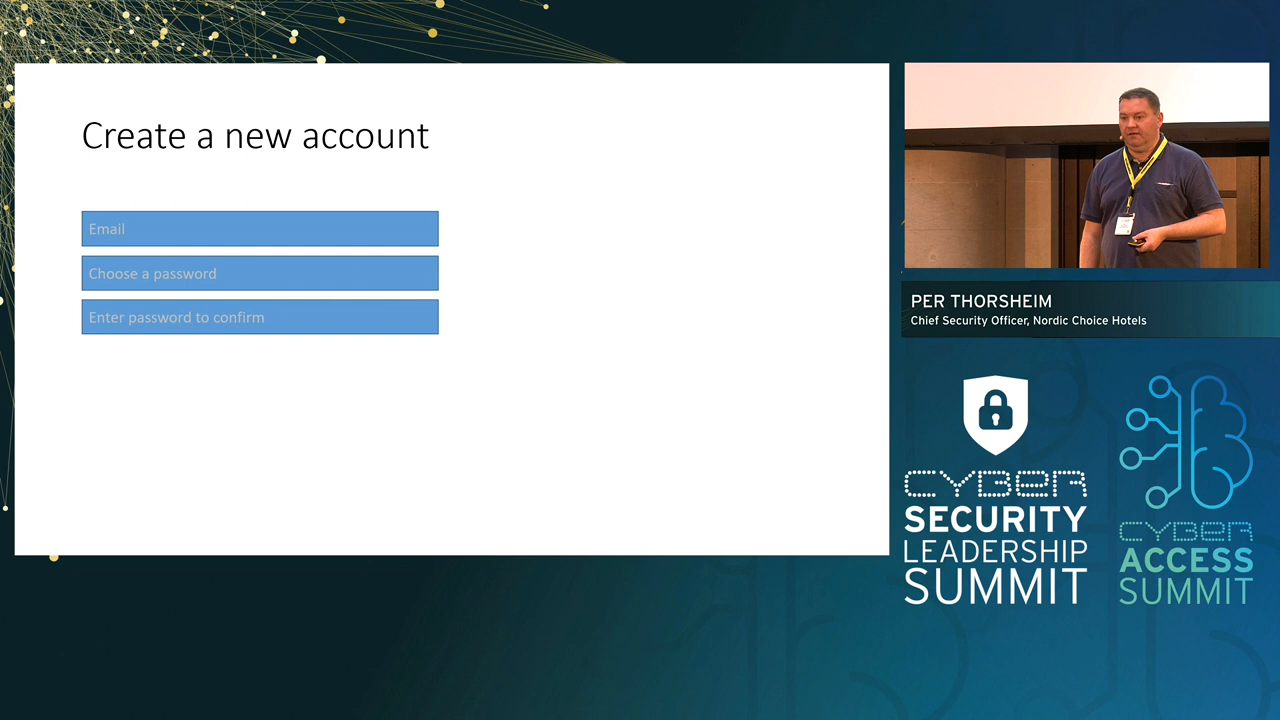 Create a new account
Email
Choose a password
Enter password to confirm
PER THORSHEIM
Chief Security Officer, Nordic Choice Hotels
CYBER
SECURITY
LEADERSHIP
SUMMIT
CYBER
ACCESS
SUMMIT